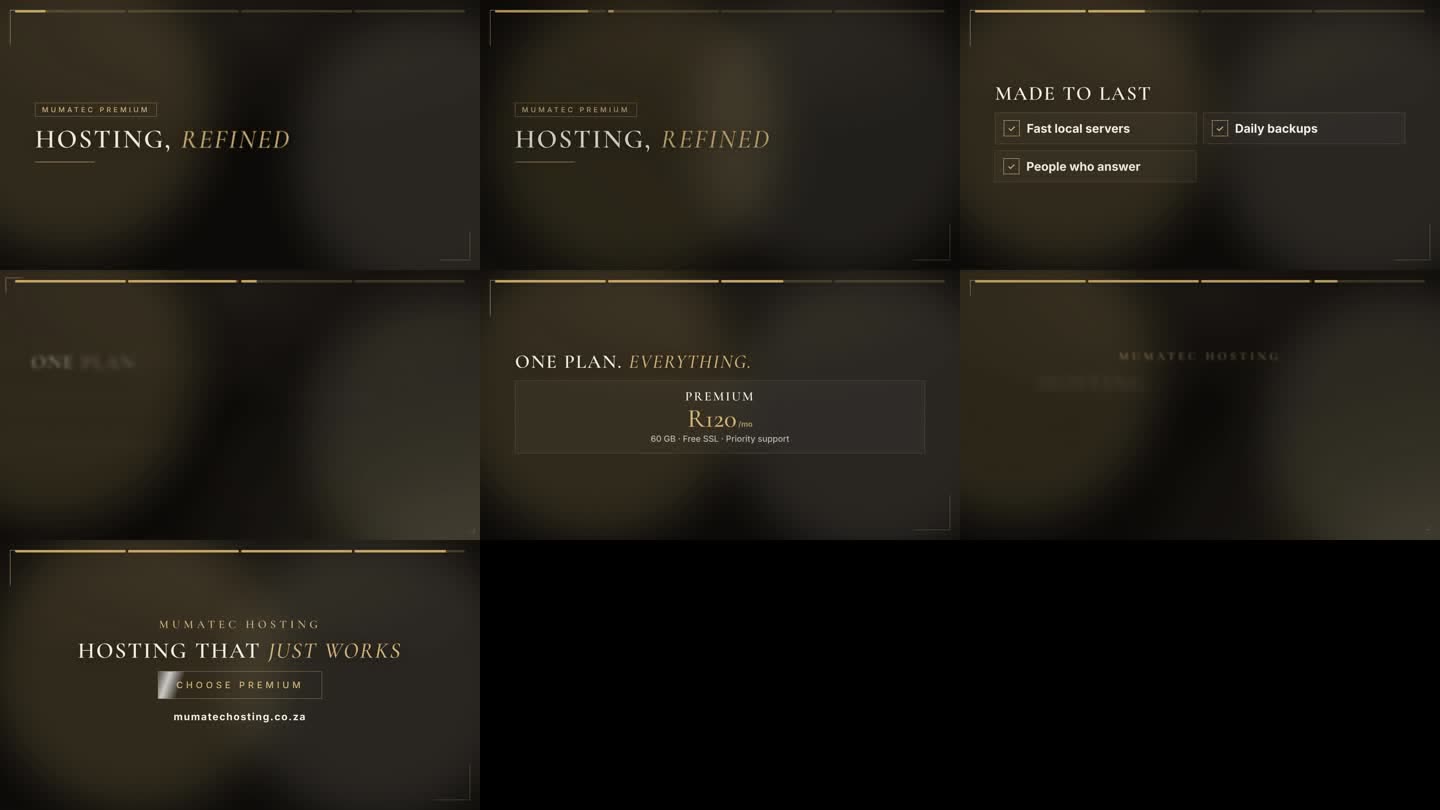 MUMATEC PREMIUM
HOSTING, REFINED
MUMATEC PREMIUM
HOSTING, REFINED
MADE TO LAST
Fast local servers
Daily backups
People who answer
ONE PLAN
ONE PLAN. EVERYTHING.
PREMIUM
R120 /mo
60 GB · Free SSL · Priority support
MUMATEC HOSTING
MUMATEC HOSTING
HOSTING THAT JUST WORKS
CHOOSE PREMIUM
mumatechosting.co.za